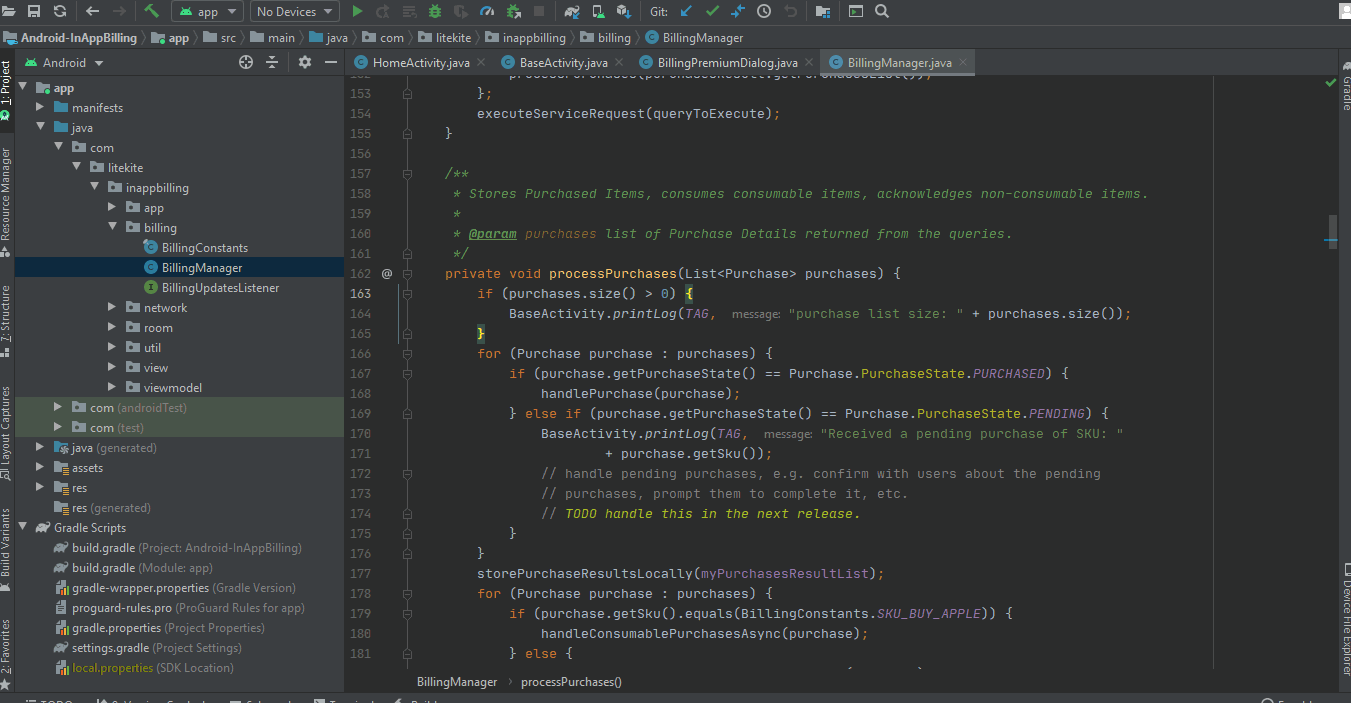 app No Devices Git:
Android-InAppBilling app src main java com litekite inappbilling billing BillingManager
Android
HomeActivity.java BaseActivity.java BillingPremiumDialog.java BillingManager.java
1: Project
Resource Manager
7: Structure
Layout Captures
Build Variants
2: Favorites
app
manifests
java
com
litekite
inappbilling
app
billing
BillingConstants
BillingManager
BillingUpdatesListener
network
room
util
view
viewmodel
com (androidTest)
com (test)
java (generated)
assets
res
res (generated)
Gradle Scripts
build.gradle (Project: Android-InAppBilling)
build.gradle (Module: app)
gradle-wrapper.properties (Gradle Version)
proguard-rules.pro (ProGuard Rules for app)
gradle.properties (Project Properties)
settings.gradle (Project Settings)
local.properties (SDK Location)
153 };
154 executeServiceRequest(queryToExecute);
155 }
156
157 /**
158 * Stores Purchased Items, consumes consumable items, acknowledges non-consumable items.
159 *
160 * @param purchases list of Purchase Details returned from the queries.
161 */
162 @ private void processPurchases(List<Purchase> purchases) {
163 if (purchases.size() > 0) {
164 BaseActivity.printLog(TAG, message: "purchase list size: " + purchases.size());
165 }
166 for (Purchase purchase : purchases) {
167 if (purchase.getPurchaseState() == Purchase.PurchaseState.PURCHASED) {
168 handlePurchase(purchase);
169 } else if (purchase.getPurchaseState() == Purchase.PurchaseState.PENDING) {
170 BaseActivity.printLog(TAG, message: "Received a pending purchase of SKU: "
171 + purchase.getSku());
172 // handle pending purchases, e.g. confirm with users about the pending
173 // purchases, prompt them to complete it, etc.
174 // TODO handle this in the next release.
175 }
176 }
177 storePurchaseResultsLocally(myPurchasesResultList);
178 for (Purchase purchase : purchases) {
179 if (purchase.getSku().equals(BillingConstants.SKU_BUY_APPLE)) {
180 handleConsumablePurchasesAsync(purchase);
181 } else {
BillingManager processPurchases()
Gradle
Device File Explorer